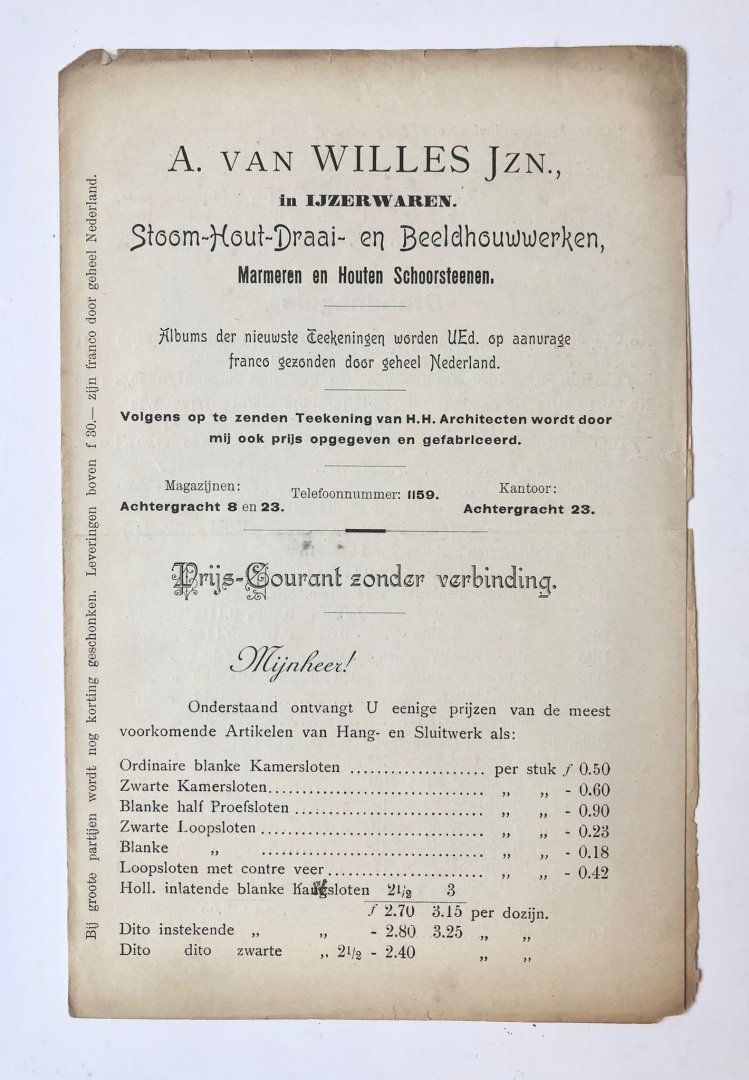 A. VAN WILLES JZN.,
in IJZERWAREN.
Stoom-Hout-Draai- en Beeldhouwwerken,
Marmeren en Houten Schoorsteenen.
Albums der nieuwste Teekeningen worden UEd. op aanvrage
franco gezonden door geheel Nederland.
Volgens op te zenden Teekening van H.H. Architecten wordt door
mij ook prijs opgegeven en gefabriceerd.
Magazijnen:
Achtergracht 8 en 23.
Telefoonnummer: 1159.
Kantoor:
Achtergracht 23.
Prijs-Courant zonder verbinding.
Mijnheer!
Onderstaand ontvangt U eenige prijzen van de meest
voorkomende Artikelen van Hang- en Sluitwerk als:
Ordinaire blanke Kamersloten .................... per stuk f 0.50
Zwarte Kamersloten................................ „ „ - 0.60
Blanke half Proefsloten ............................ „ „ - 0.90
Zwarte Loopsloten ................................. „ „ - 0.23
Blanke „ ................................. „ „ - 0.18
Loopsloten met contre veer....................... „ „ - 0.42
Holl. inlatende blanke sloten 2 1/2 3
f 2.70 3.15 per dozijn.
Dito instekende „ „ - 2.80 3.25 „ „
Dito dito zwarte „ 2 1/2 - 2.40 „ „
Bij groote partijen wordt nog korting geschonken. Leveringen boven f 30.— zijn franco door geheel Nederland.